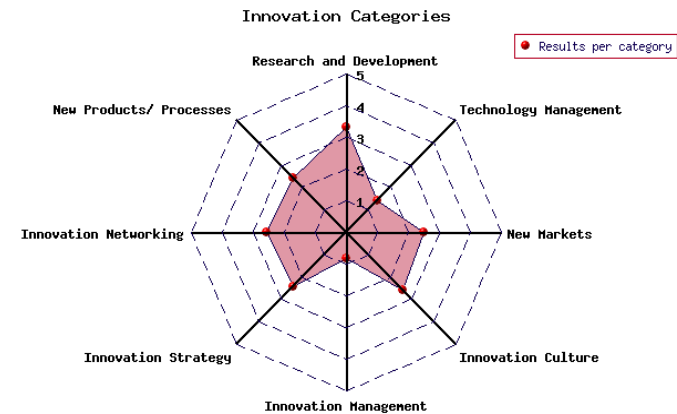 Innovation Categories
Results per category
Research and Development
5
New Products/ Processes
Technology Management
4
3
2
1
Innovation Networking
New Markets
Innovation Strategy
Innovation Culture
Innovation Management